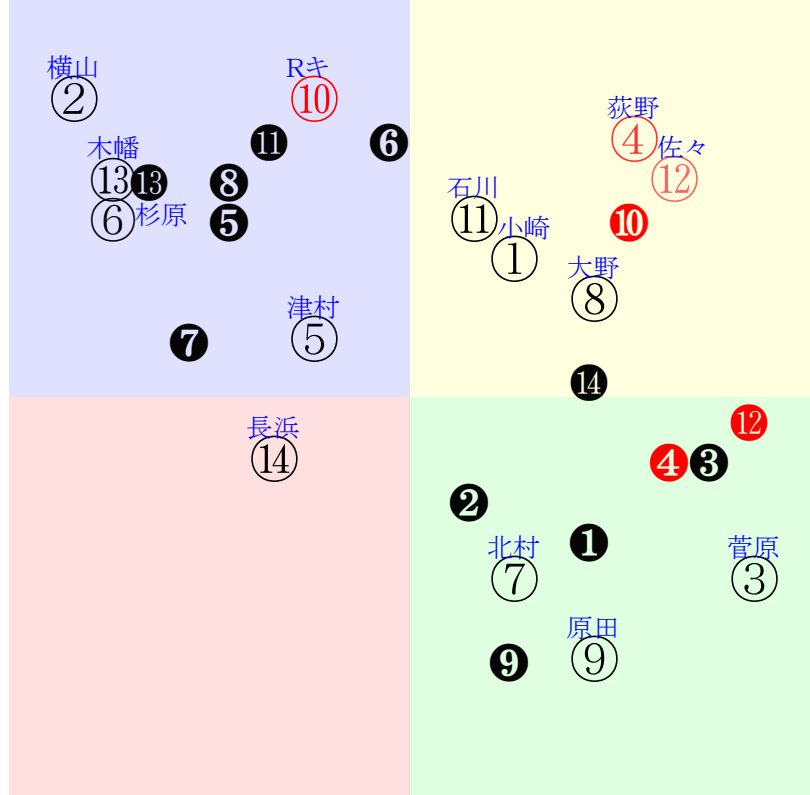 横山
②
Rキ
⑩
⓫
❻
荻野
④
木幡
⑬
⓭
❽
佐々
⑫
石川
⑪
❿
⑥
杉原
❺
小崎
①
大野
⑧
津村
⑤
❼
⓮
長浜
⑭
⓬
❹
❸
❷
北村
⑦
❶
菅原
③
原田
⑨
❾